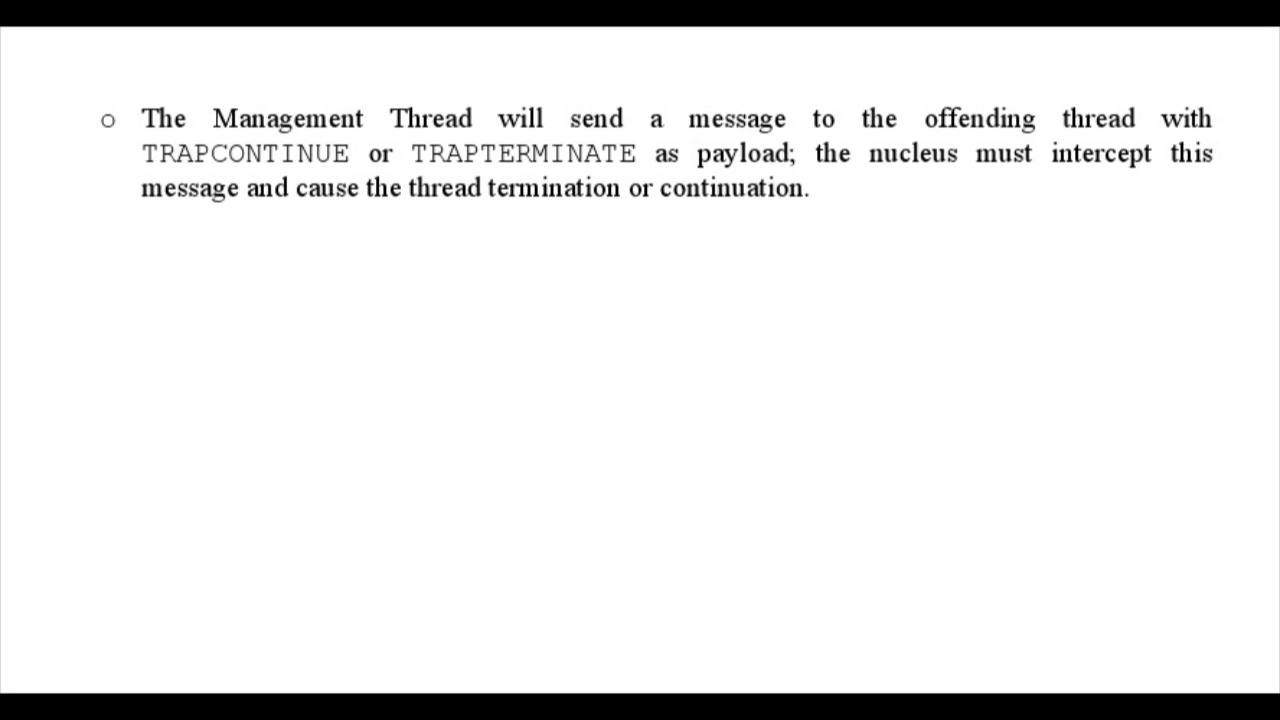 o The Management Thread will send a message to the offending thread with
TRAPCONTINUE or TRAPTERMINATE as payload; the nucleus must intercept this
message and cause the thread termination or continuation.